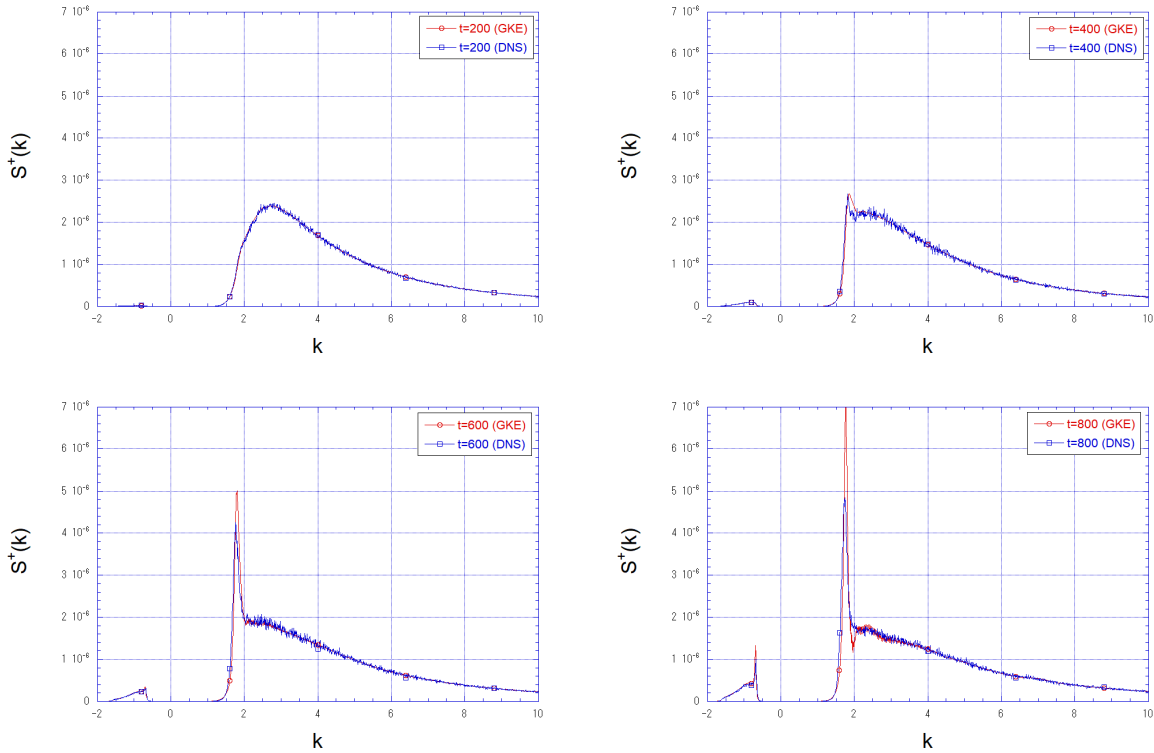 7 10⁻⁶
6 10⁻⁶
5 10⁻⁶
4 10⁻⁶
3 10⁻⁶
2 10⁻⁶
1 10⁻⁶
0
S⁺(k)
t=200 (GKE)
t=200 (DNS)
-2 0 2 4 6 8 10
k
7 10⁻⁶
6 10⁻⁶
5 10⁻⁶
4 10⁻⁶
3 10⁻⁶
2 10⁻⁶
1 10⁻⁶
0
S⁺(k)
t=400 (GKE)
t=400 (DNS)
-2 0 2 4 6 8 10
k
7 10⁻⁶
6 10⁻⁶
5 10⁻⁶
4 10⁻⁶
3 10⁻⁶
2 10⁻⁶
1 10⁻⁶
0
S⁺(k)
t=600 (GKE)
t=600 (DNS)
-2 0 2 4 6 8 10
k
7 10⁻⁶
6 10⁻⁶
5 10⁻⁶
4 10⁻⁶
3 10⁻⁶
2 10⁻⁶
1 10⁻⁶
0
S⁺(k)
t=800 (GKE)
t=800 (DNS)
-2 0 2 4 6 8 10
k